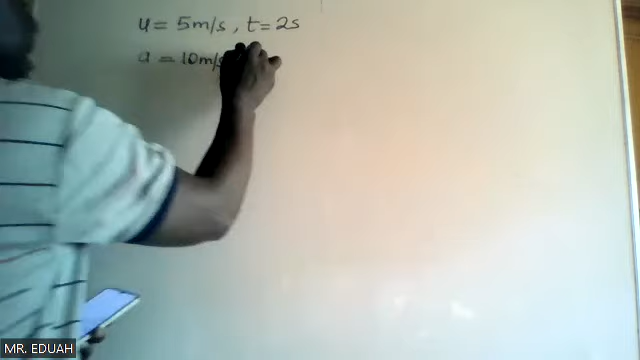 u = 5m/s, t = 2s
a = 10m/s
MR. EDUAH